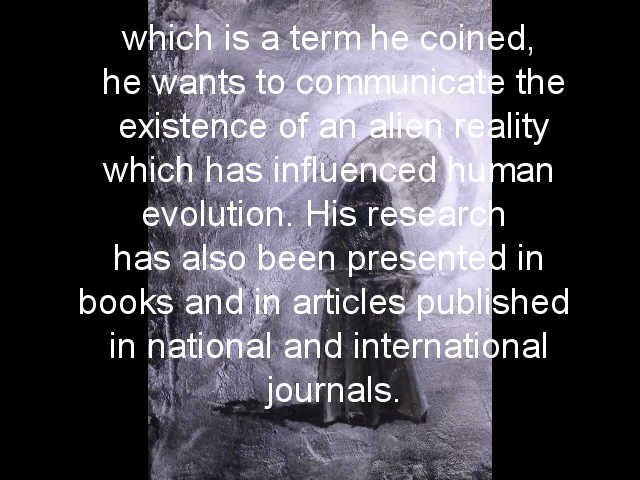 which is a term he coined,
he wants to communicate the
existence of an alien reality
which has influenced human
evolution. His research
has also been presented in
books and in articles published
in national and international
journals.